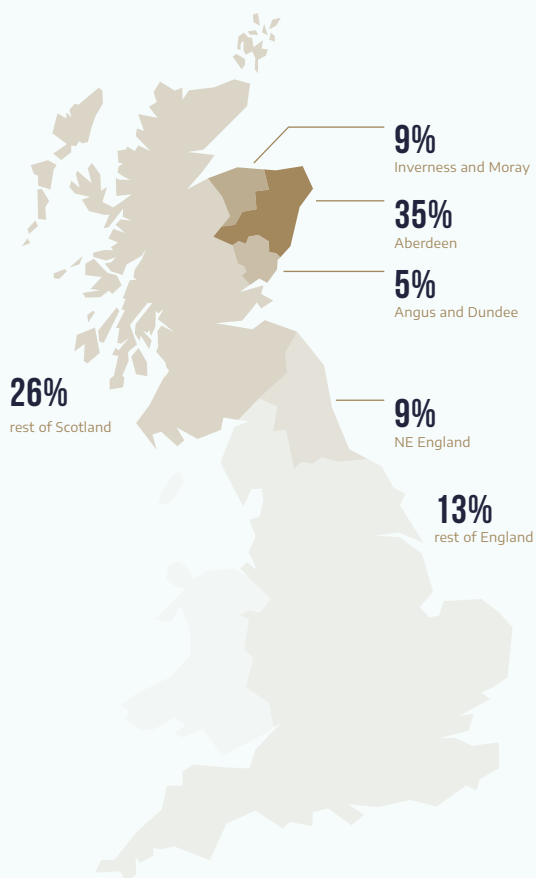 9%
Inverness and Moray
35%
Aberdeen
5%
Angus and Dundee
26%
rest of Scotland
9%
NE England
13%
rest of England